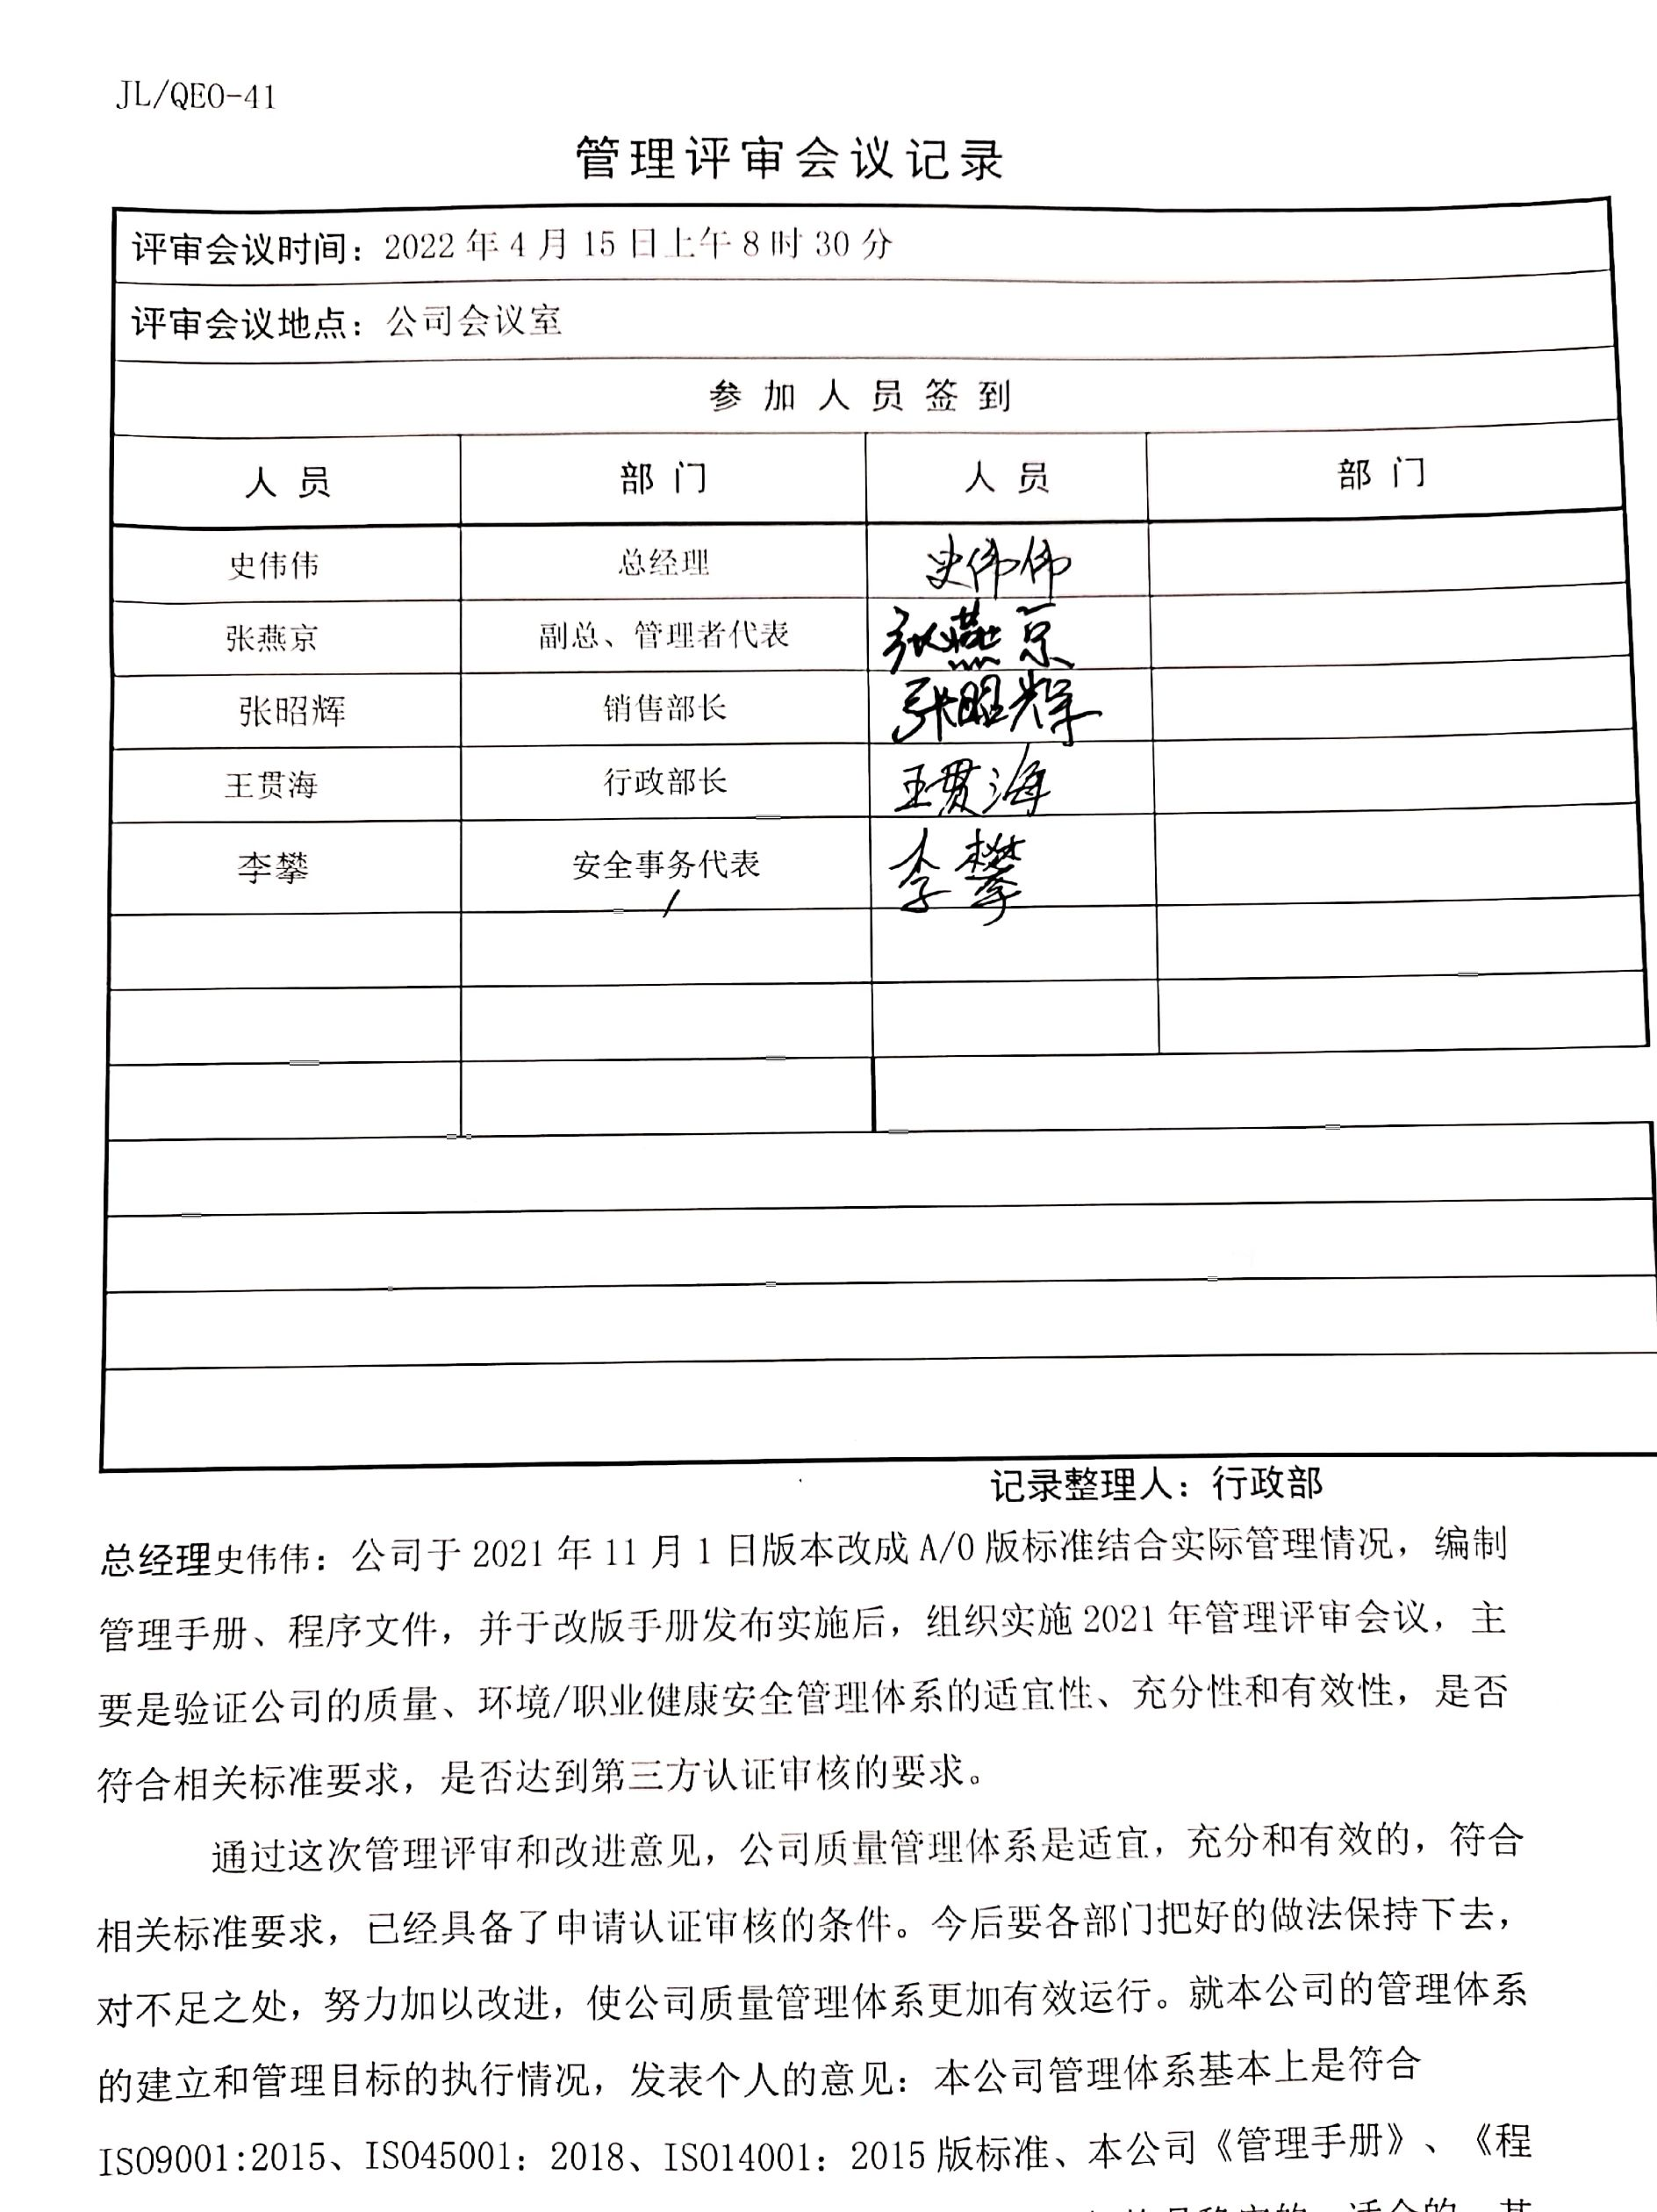 JL/QEO-41
管理评审会议记录
评审会议时间：2022年4月15日上午8时30分
评审会议地点：公司会议室
参加人员签到
人员 部门 人员 部门
史伟伟 总经理 史伟伟
张燕京 副总、管理者代表 张燕京
张昭辉 销售部长 张昭辉
王贯海 行政部长 王贯海
李攀 安全事务代表 李攀
记录整理人：行政部
总经理史伟伟：公司于2021年11月1日版本改成A/0版标准结合实际管理情况，编制
管理手册、程序文件，并于改版手册发布实施后，组织实施2021年管理评审会议，主
要是验证公司的质量、环境/职业健康安全管理体系的适宜性、充分性和有效性，是否
符合相关标准要求，是否达到第三方认证审核的要求。
通过这次管理评审和改进意见，公司质量管理体系是适宜，充分和有效的，符合
相关标准要求，已经具备了申请认证审核的条件。今后要各部门把好的做法保持下去，
对不足之处，努力加以改进，使公司质量管理体系更加有效运行。就本公司的管理体系
的建立和管理目标的执行情况，发表个人的意见：本公司管理体系基本上是符合
ISO9001:2015、ISO45001：2018、ISO14001：2015版标准、本公司《管理手册》、《程